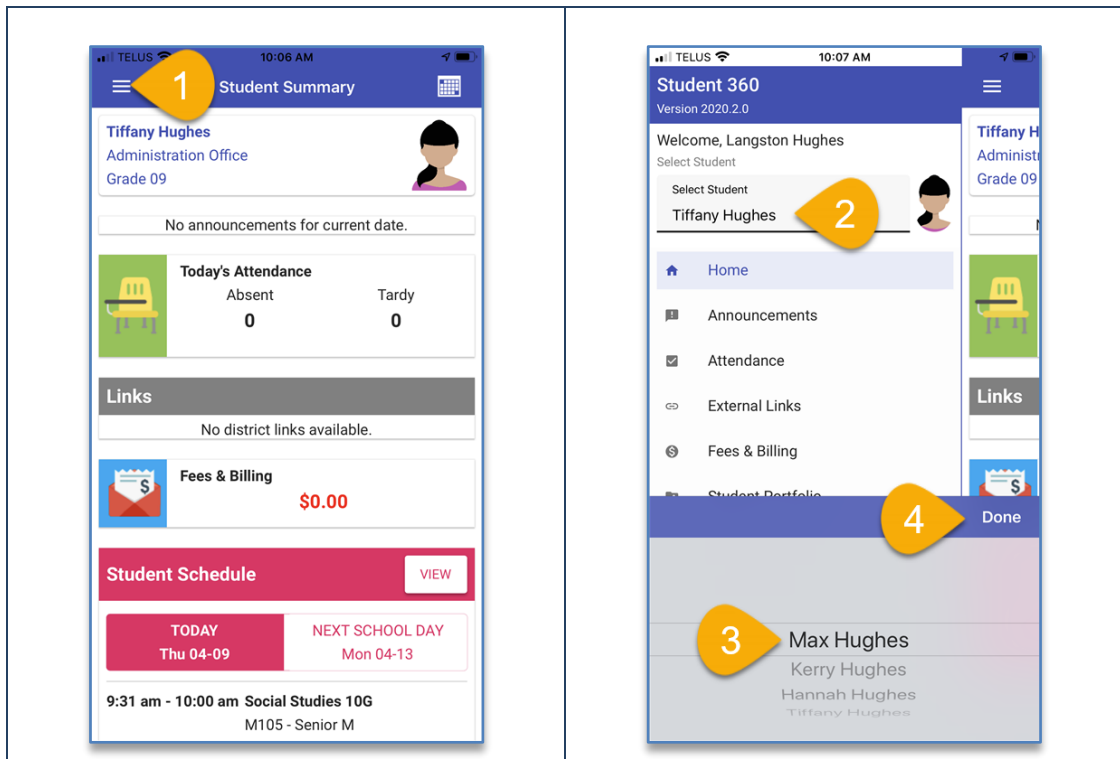 TELUS 10:06 AM
1
Student Summary
Tiffany Hughes
Administration Office
Grade 09
No announcements for current date.
Today's Attendance
Absent Tardy
0 0
Links
No district links available.
$
Fees & Billing
$0.00
Student Schedule VIEW
TODAY NEXT SCHOOL DAY
Thu 04-09 Mon 04-13
9:31 am - 10:00 am Social Studies 10G
M105 - Senior M
TELUS 10:07 AM
Student 360
Version 2020.2.0
Welcome, Langston Hughes
Select Student
Select Student
Tiffany Hughes
2
Home
Announcements
Attendance
External Links
Fees & Billing
Student Portfolio
Tiffany H
Administ
Grade 09
Links
$
4
Done
3
Max Hughes
Kerry Hughes
Hannah Hughes
Tiffany Hughes